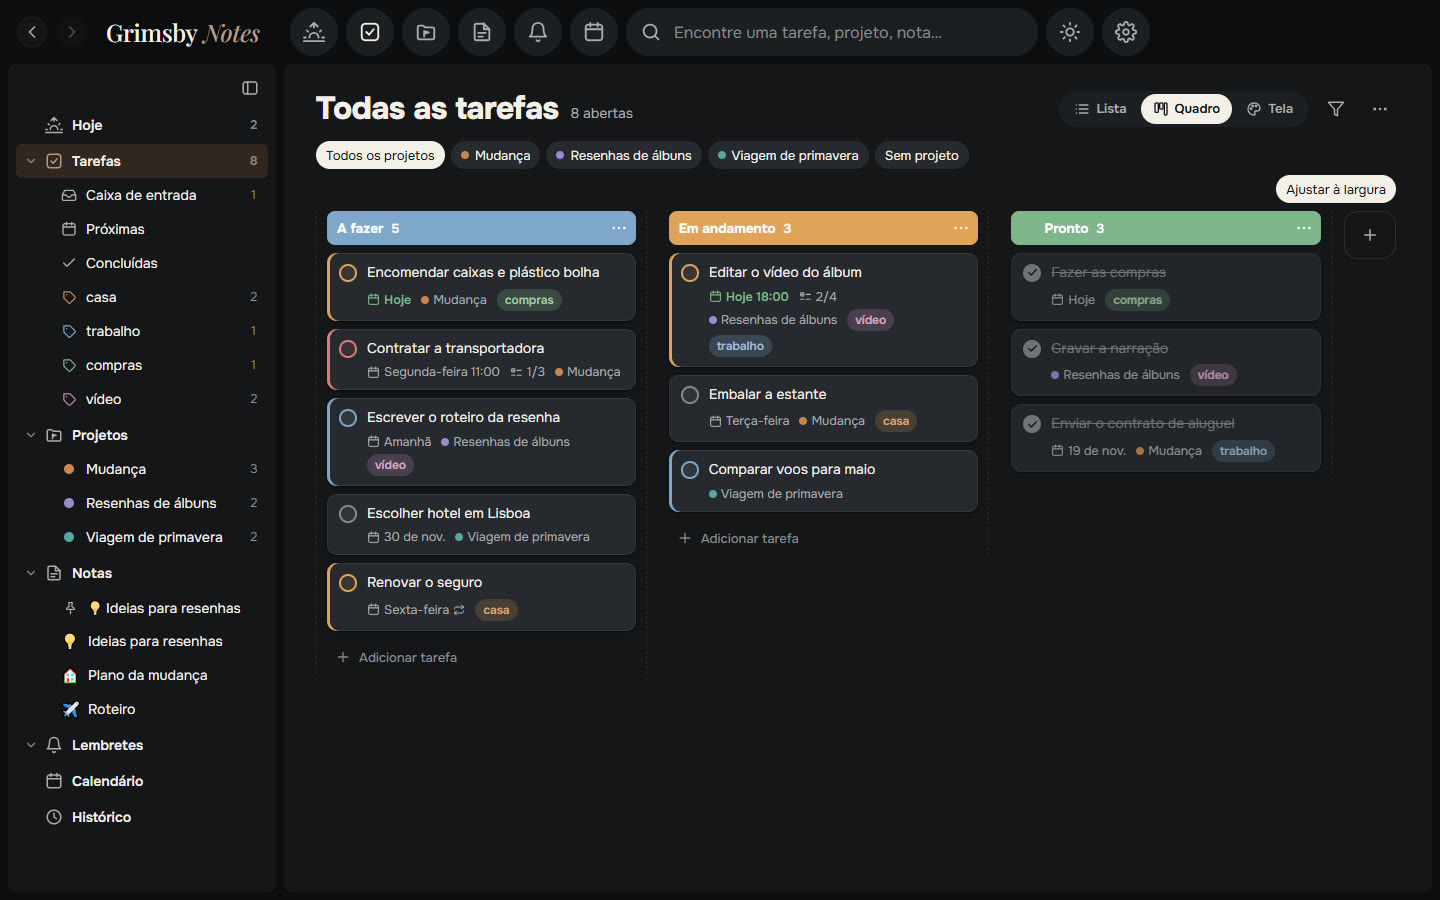 Grimsby Notes
Encontre uma tarefa, projeto, nota...
Hoje 2
Tarefas 8
Caixa de entrada 1
Próximas
Concluídas
casa 2
trabalho 1
compras 1
vídeo 2
Projetos
Mudança 3
Resenhas de álbuns 2
Viagem de primavera 2
Notas
Ideias para resenhas
Ideias para resenhas
Plano da mudança
Roteiro
Lembretes
Calendário
Histórico
Todas as tarefas 8 abertas
Lista Quadro Tela
Todos os projetos Mudança Resenhas de álbuns Viagem de primavera Sem projeto
Ajustar à largura
A fazer 5
Encomendar caixas e plástico bolha
Hoje Mudança compras
Contratar a transportadora
Segunda-feira 11:00 1/3 Mudança
Escrever o roteiro da resenha
Amanhã Resenhas de álbuns
vídeo
Escolher hotel em Lisboa
30 de nov. Viagem de primavera
Renovar o seguro
Sexta-feira casa
Adicionar tarefa
Em andamento 3
Editar o vídeo do álbum
Hoje 18:00 2/4
Resenhas de álbuns vídeo
trabalho
Embalar a estante
Terça-feira Mudança casa
Comparar voos para maio
Viagem de primavera
Adicionar tarefa
Pronto 3
Fazer as compras
Hoje compras
Gravar a narração
Resenhas de álbuns vídeo
Enviar o contrato de aluguel
19 de nov. Mudança trabalho